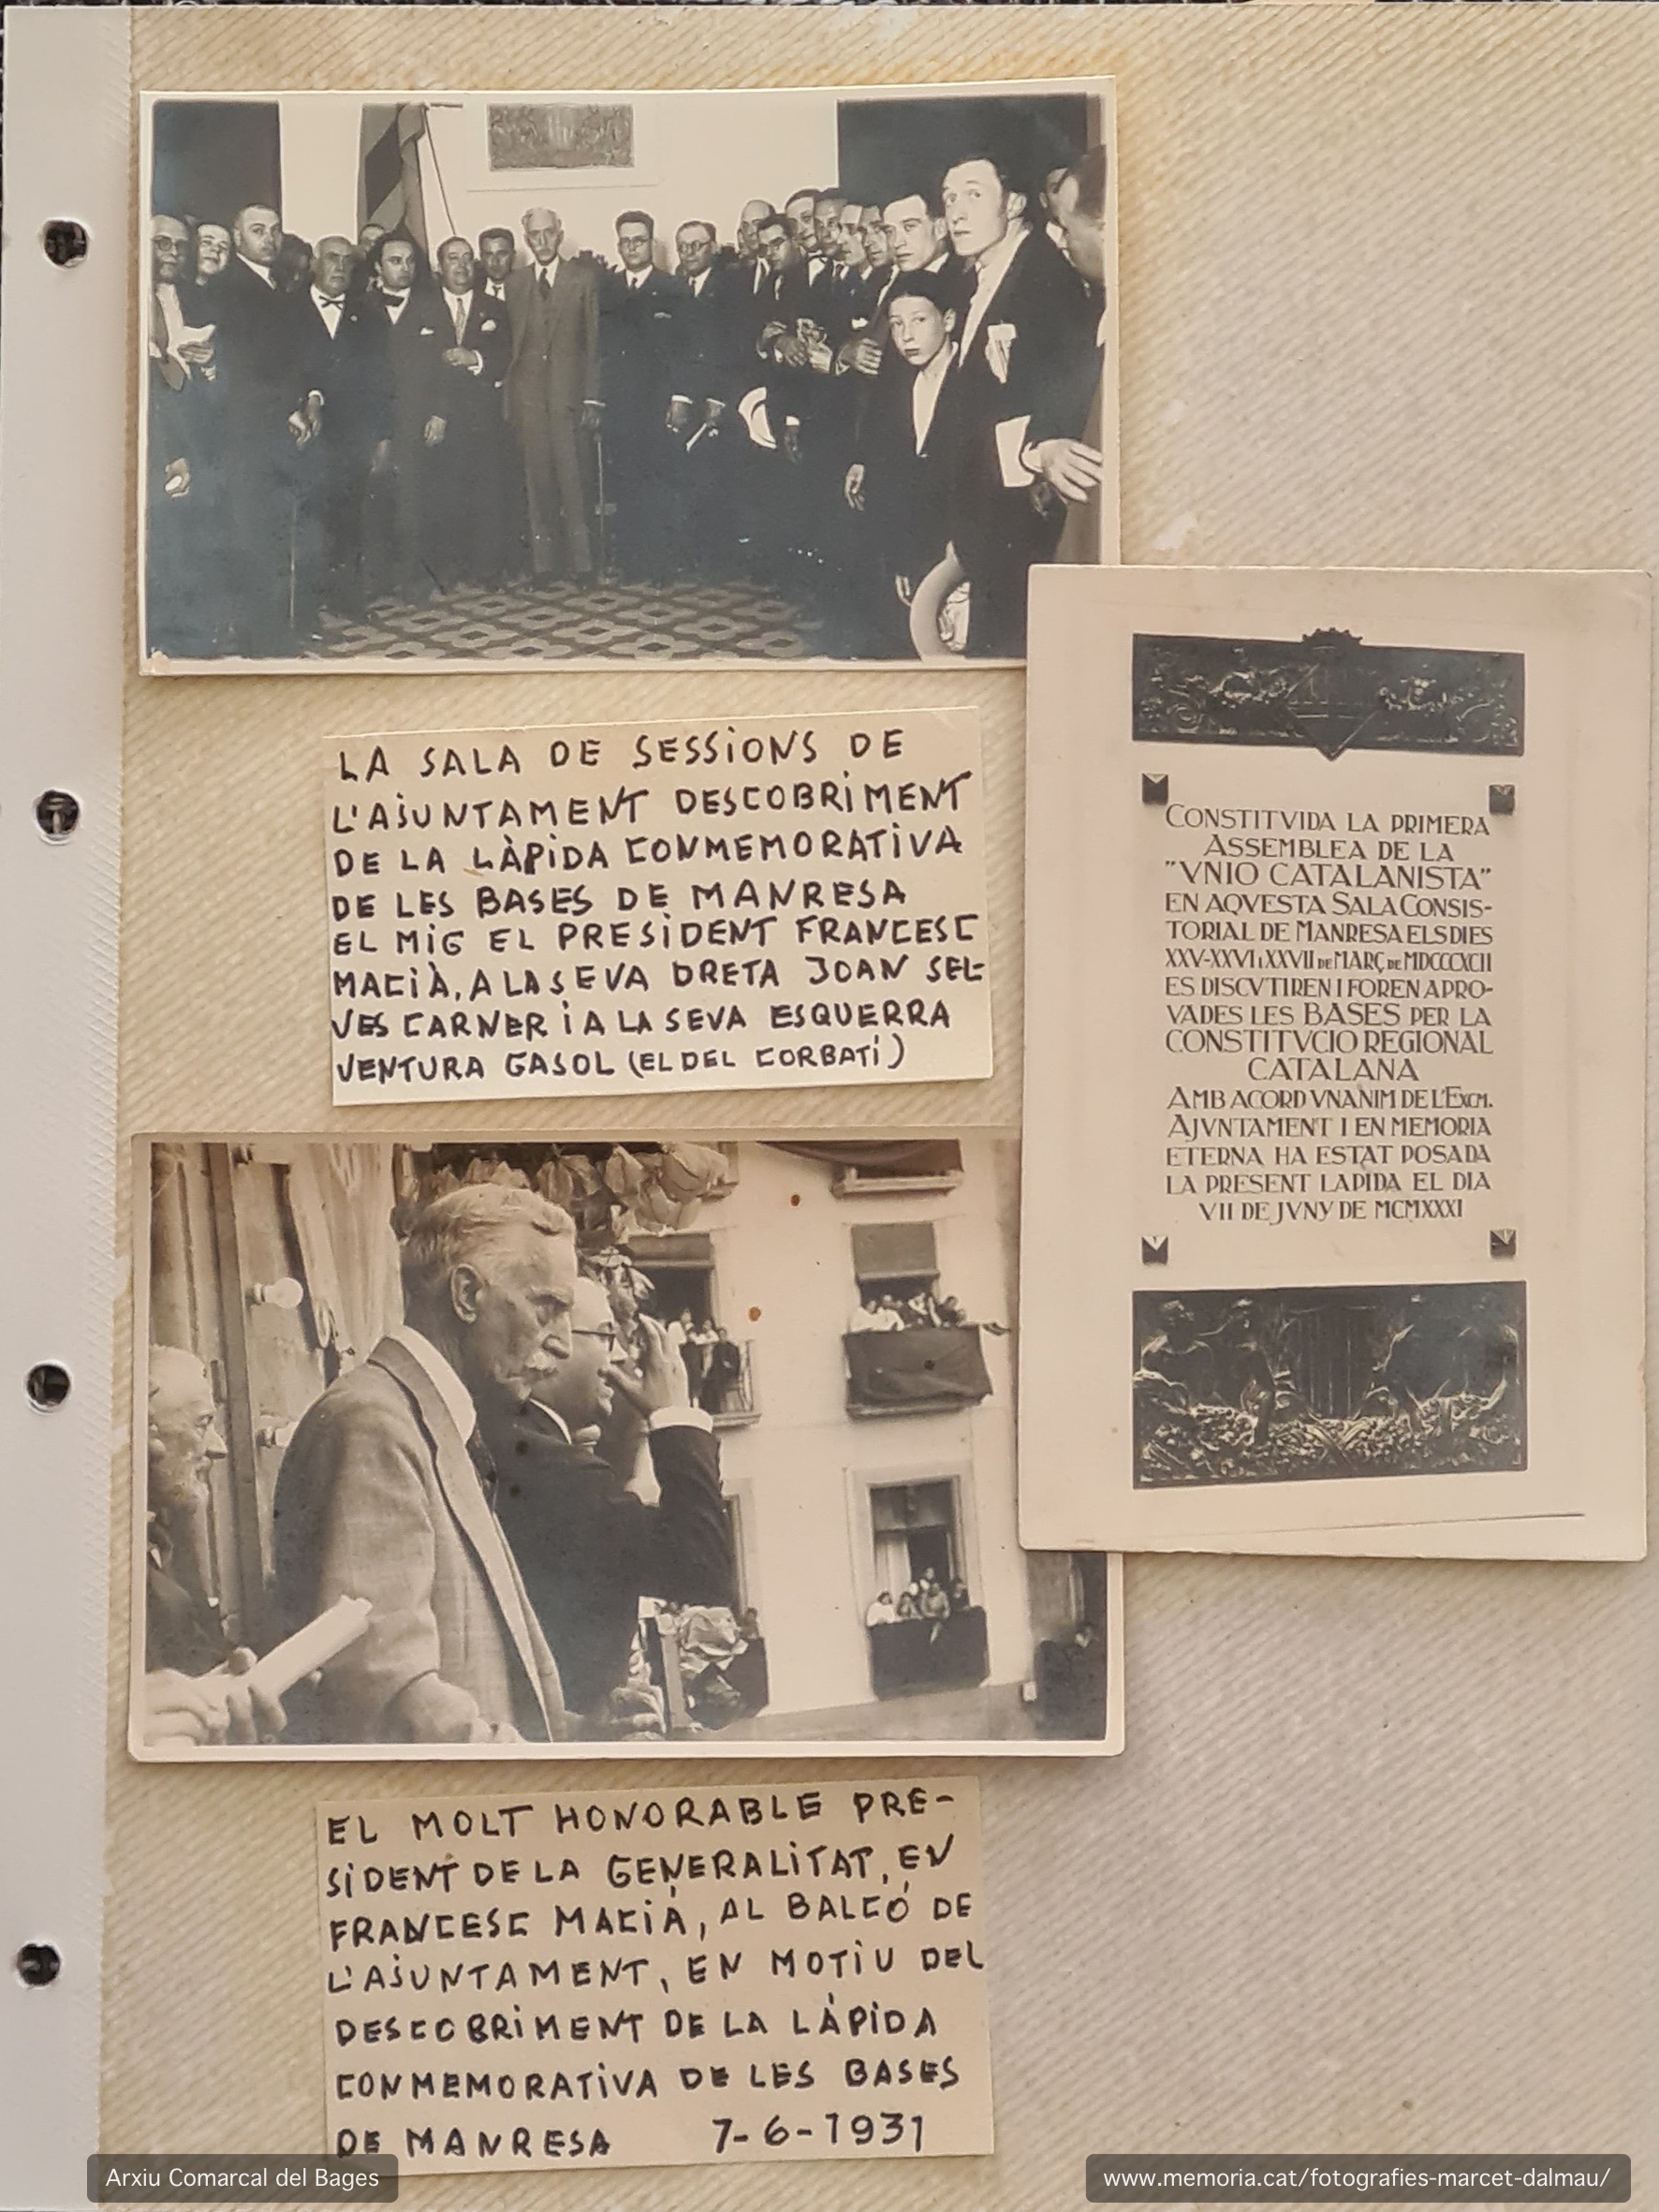 LA SALA DE SESSiONS DE
L'AiUNTAMENT DESCOBRiMENT
DE LA LÀPiDA CONMEMORATiVA
DE LES BASES DE MANRESA
EL MiG EL PRESiDENT FRANCESC
MACiÀ, A LA SEVA DRETA JOAN SEL-
VES CARNER i A LA SEVA ESQUERRA
VENTURA GASOL (EL DEL CORBATí)
CONSTITVIDA LA PRIMERA
ASSEMBLEA DE LA
"VNIO CATALANISTA"
EN AQVESTA SALA CONSIS-
TORIAL DE MANRESA ELS DIES
XXV-XXVI i XXVII DE MARÇ DE MDCCCXCII
ES DISCVTIREN I FOREN APRO-
VADES LES BASES PER LA
CONSTITVCIO REGIONAL
CATALANA
AMB ACORD VNANIM DE L'EXCM.
AJVNTAMENT I EN MEMORIA
ETERNA HA ESTAT POSADA
LA PRESENT LAPIDA EL DIA
VII DE JVNY DE MCMXXXI
EL MOLT HONORABLE PRE-
SiDENT DE LA GENERALiTAT, EN
FRANCESC MACiÀ, AL BALCÓ DE
L'AiUNTAMENT, EN MOTiU DEL
DESCOBRiMENT DE LA LÀPiDA
CONMEMORATiVA DE LES BASES
DE MANRESA 7-6-1931
Arxiu Comarcal del Bages
www.memoria.cat/fotografies-marcet-dalmau/